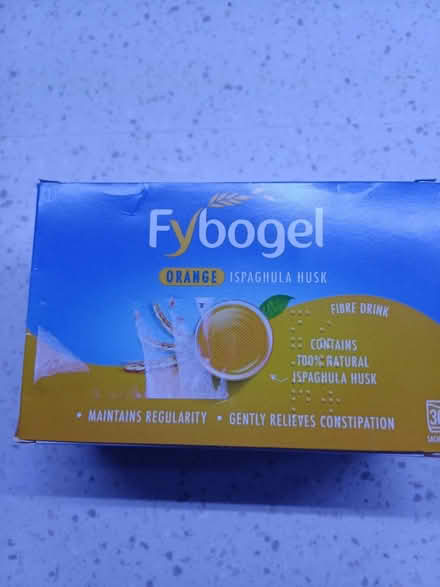 Fybogel
ORANGE ISPAGHULA HUSK
FIBRE DRINK
CONTAINS
100% NATURAL
ISPAGHULA HUSK
• MAINTAINS REGULARITY • GENTLY RELIEVES CONSTIPATION